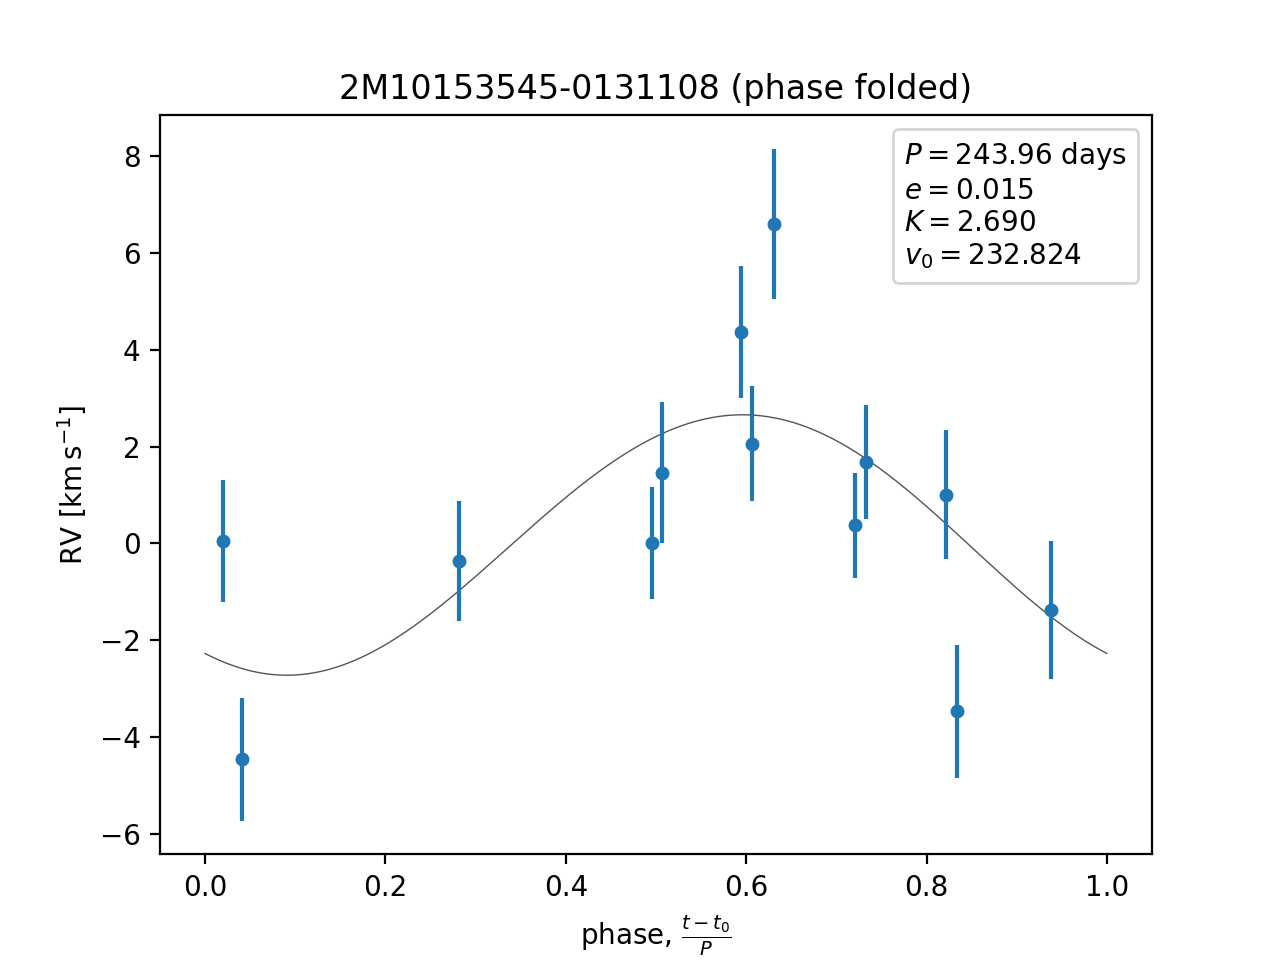 2M10153545-0131108 (phase folded)
P = 243.96 days
e = 0.015
K = 2.690
v₀ = 232.824
RV [km s⁻¹]
8
6
4
2
0
−2
−4
−6
0.0 0.2 0.4 0.6 0.8 1.0
phase, (t − t₀)/P